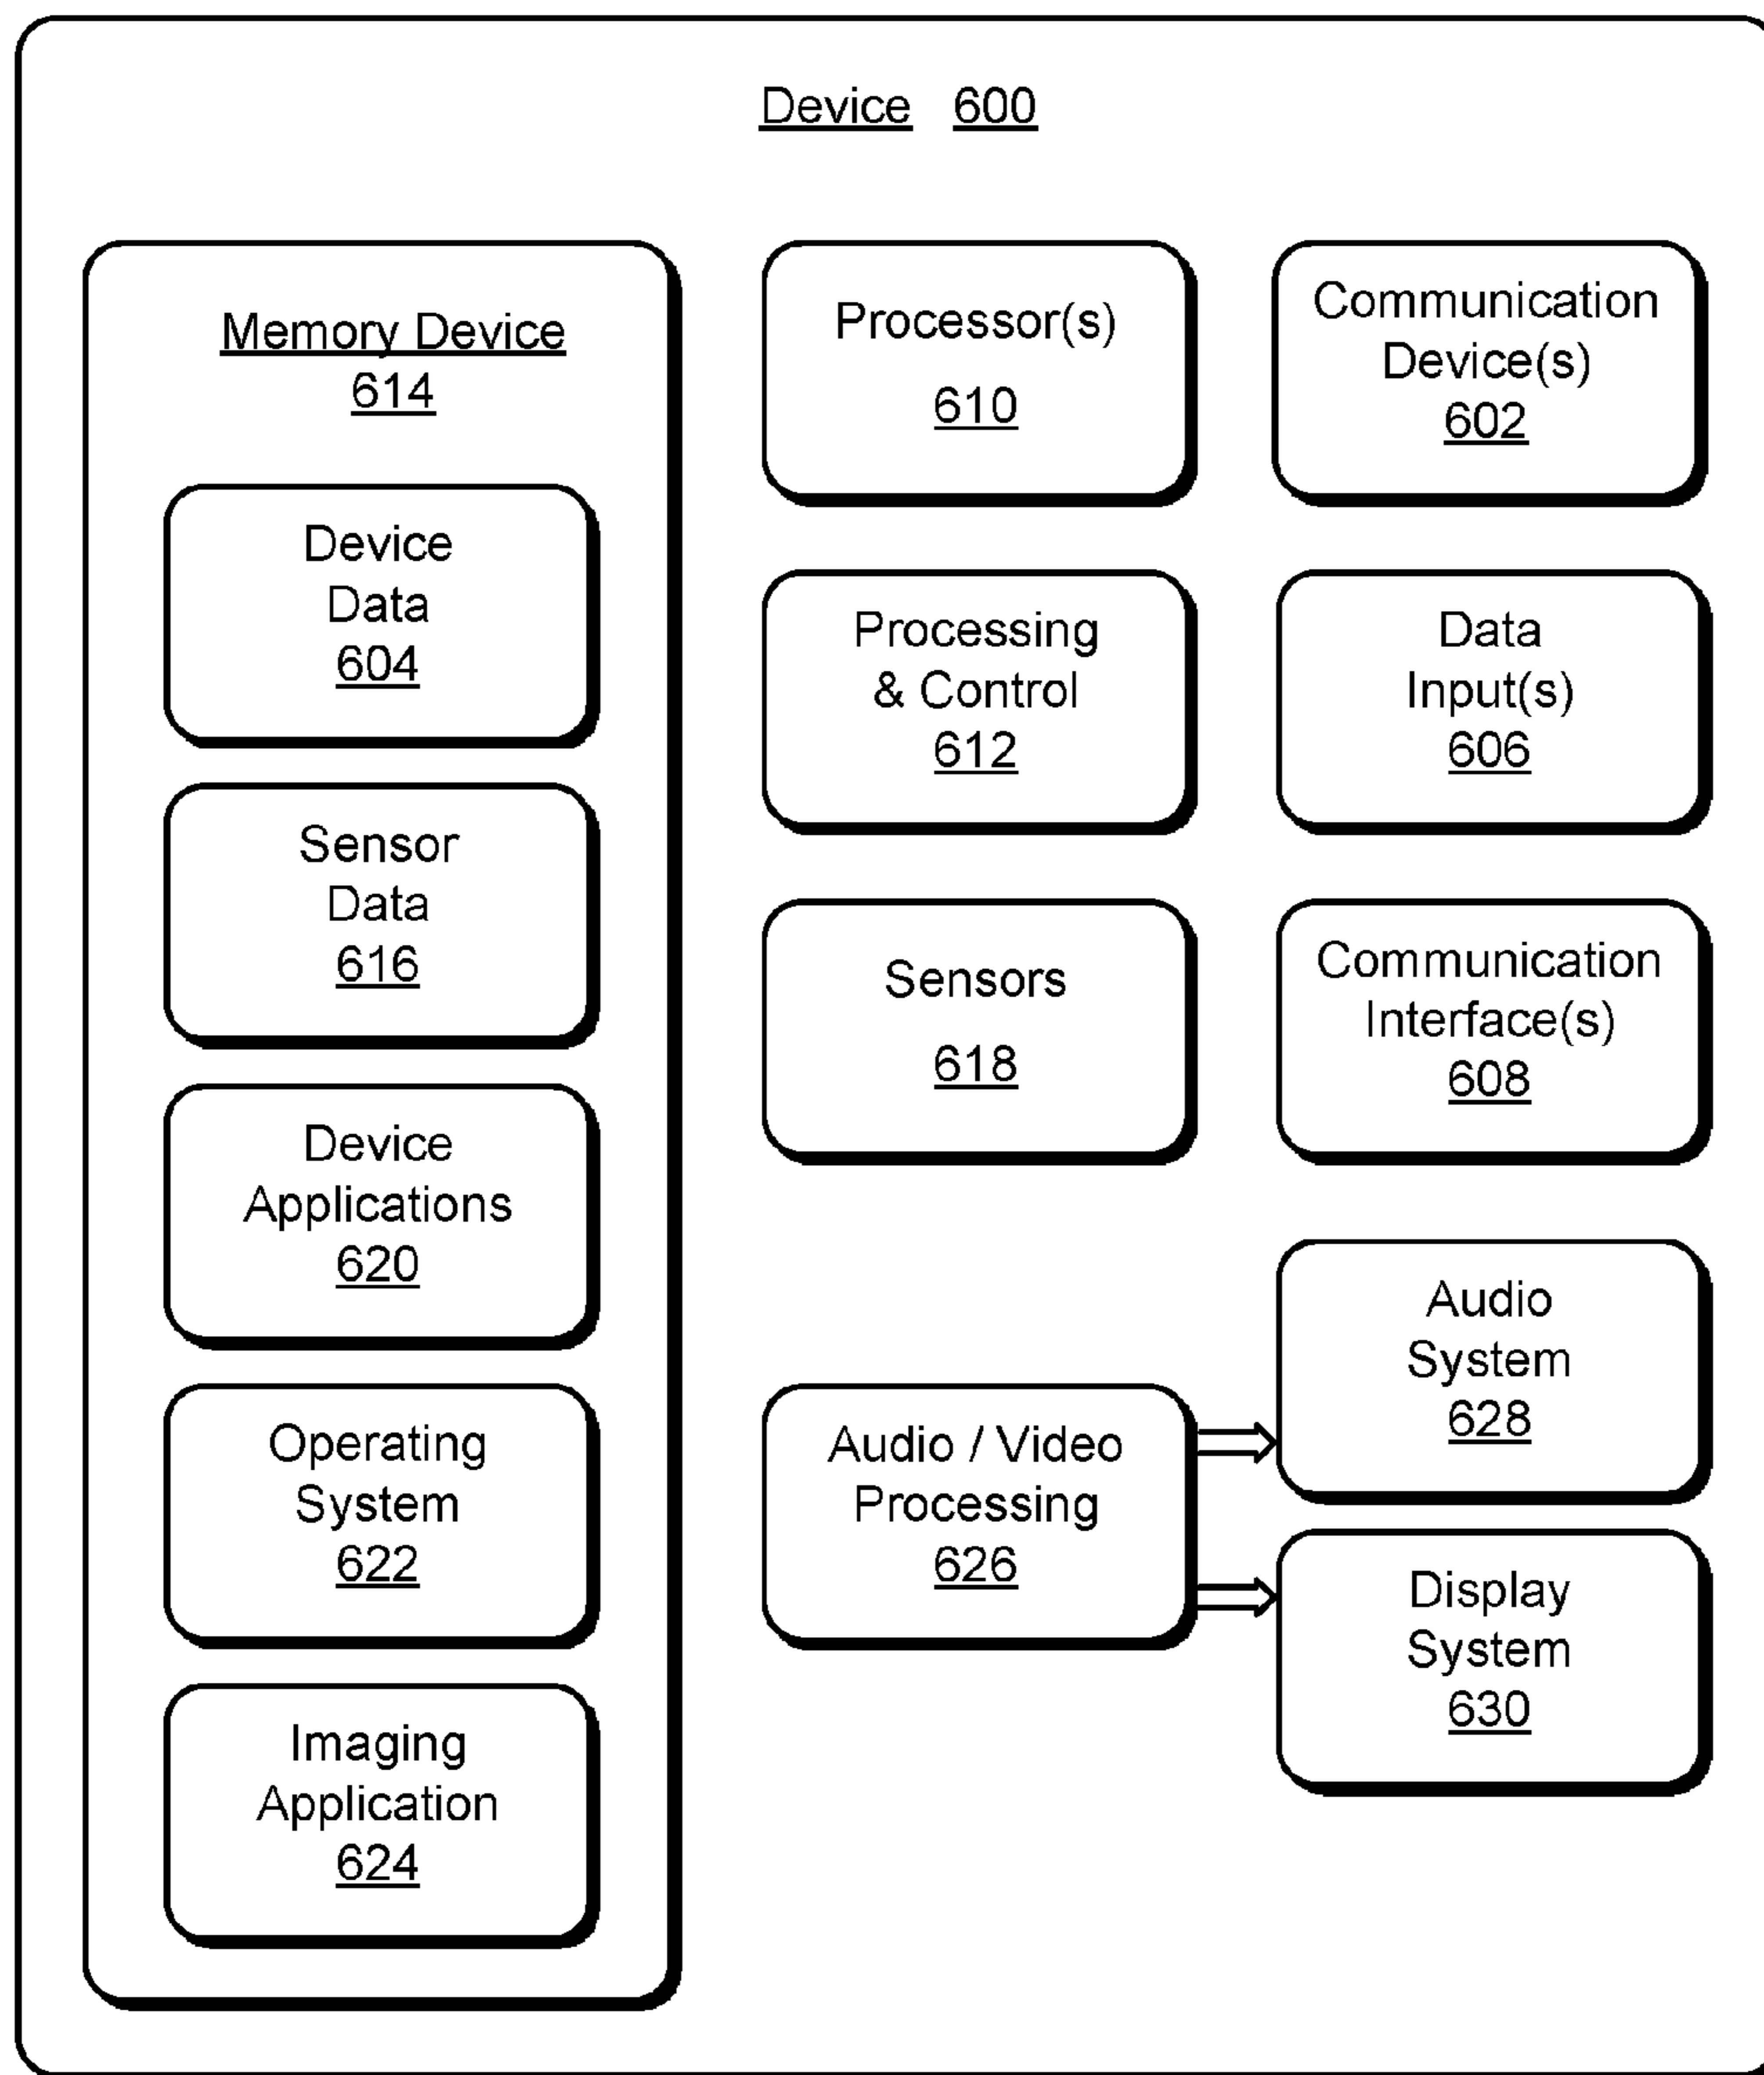 Device 600
Memory Device
614
Device
Data
604
Sensor
Data
616
Device
Applications
620
Operating
System
622
Imaging
Application
624
Processor(s)
610
Processing
& Control
612
Sensors
618
Audio / Video
Processing
626
Communication
Device(s)
602
Data
Input(s)
606
Communication
Interface(s)
608
Audio
System
628
Display
System
630